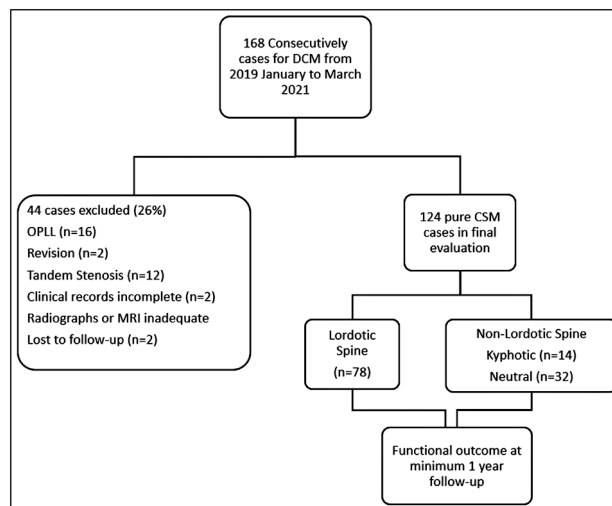 168 Consecutively
cases for DCM from
2019 January to March
2021
44 cases excluded (26%)
OPLL (n=16)
Revision (n=2)
Tandem Stenosis (n=12)
Clinical records incomplete (n=2)
Radiographs or MRI inadequate
Lost to follow-up (n=2)
124 pure CSM
cases in final
evaluation
Lordotic
Spine
(n=78)
Non-Lordotic Spine
Kyphotic (n=14)
Neutral (n=32)
Functional outcome at
minimum 1 year
follow-up